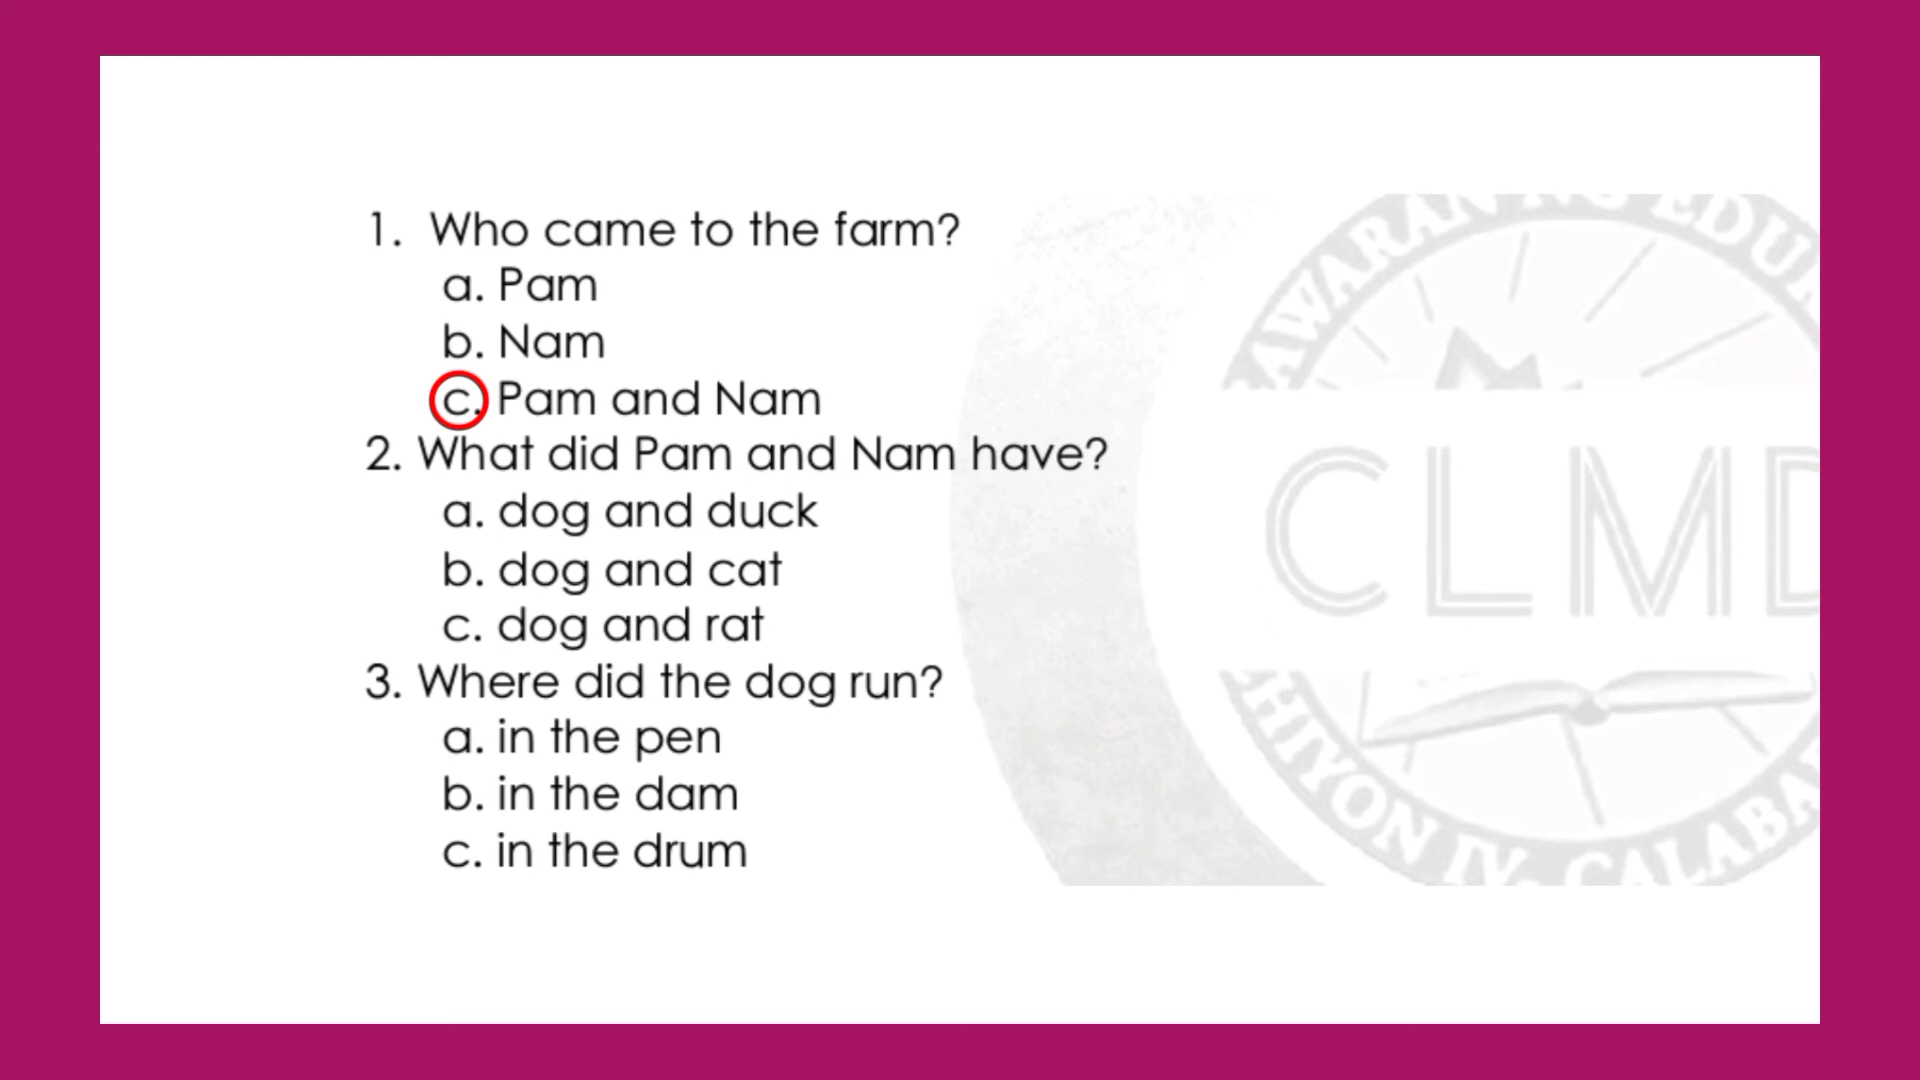 1. Who came to the farm?
a. Pam
b. Nam
c. Pam and Nam
2. What did Pam and Nam have?
a. dog and duck
b. dog and cat
c. dog and rat
3. Where did the dog run?
a. in the pen
b. in the dam
c. in the drum
CLMD